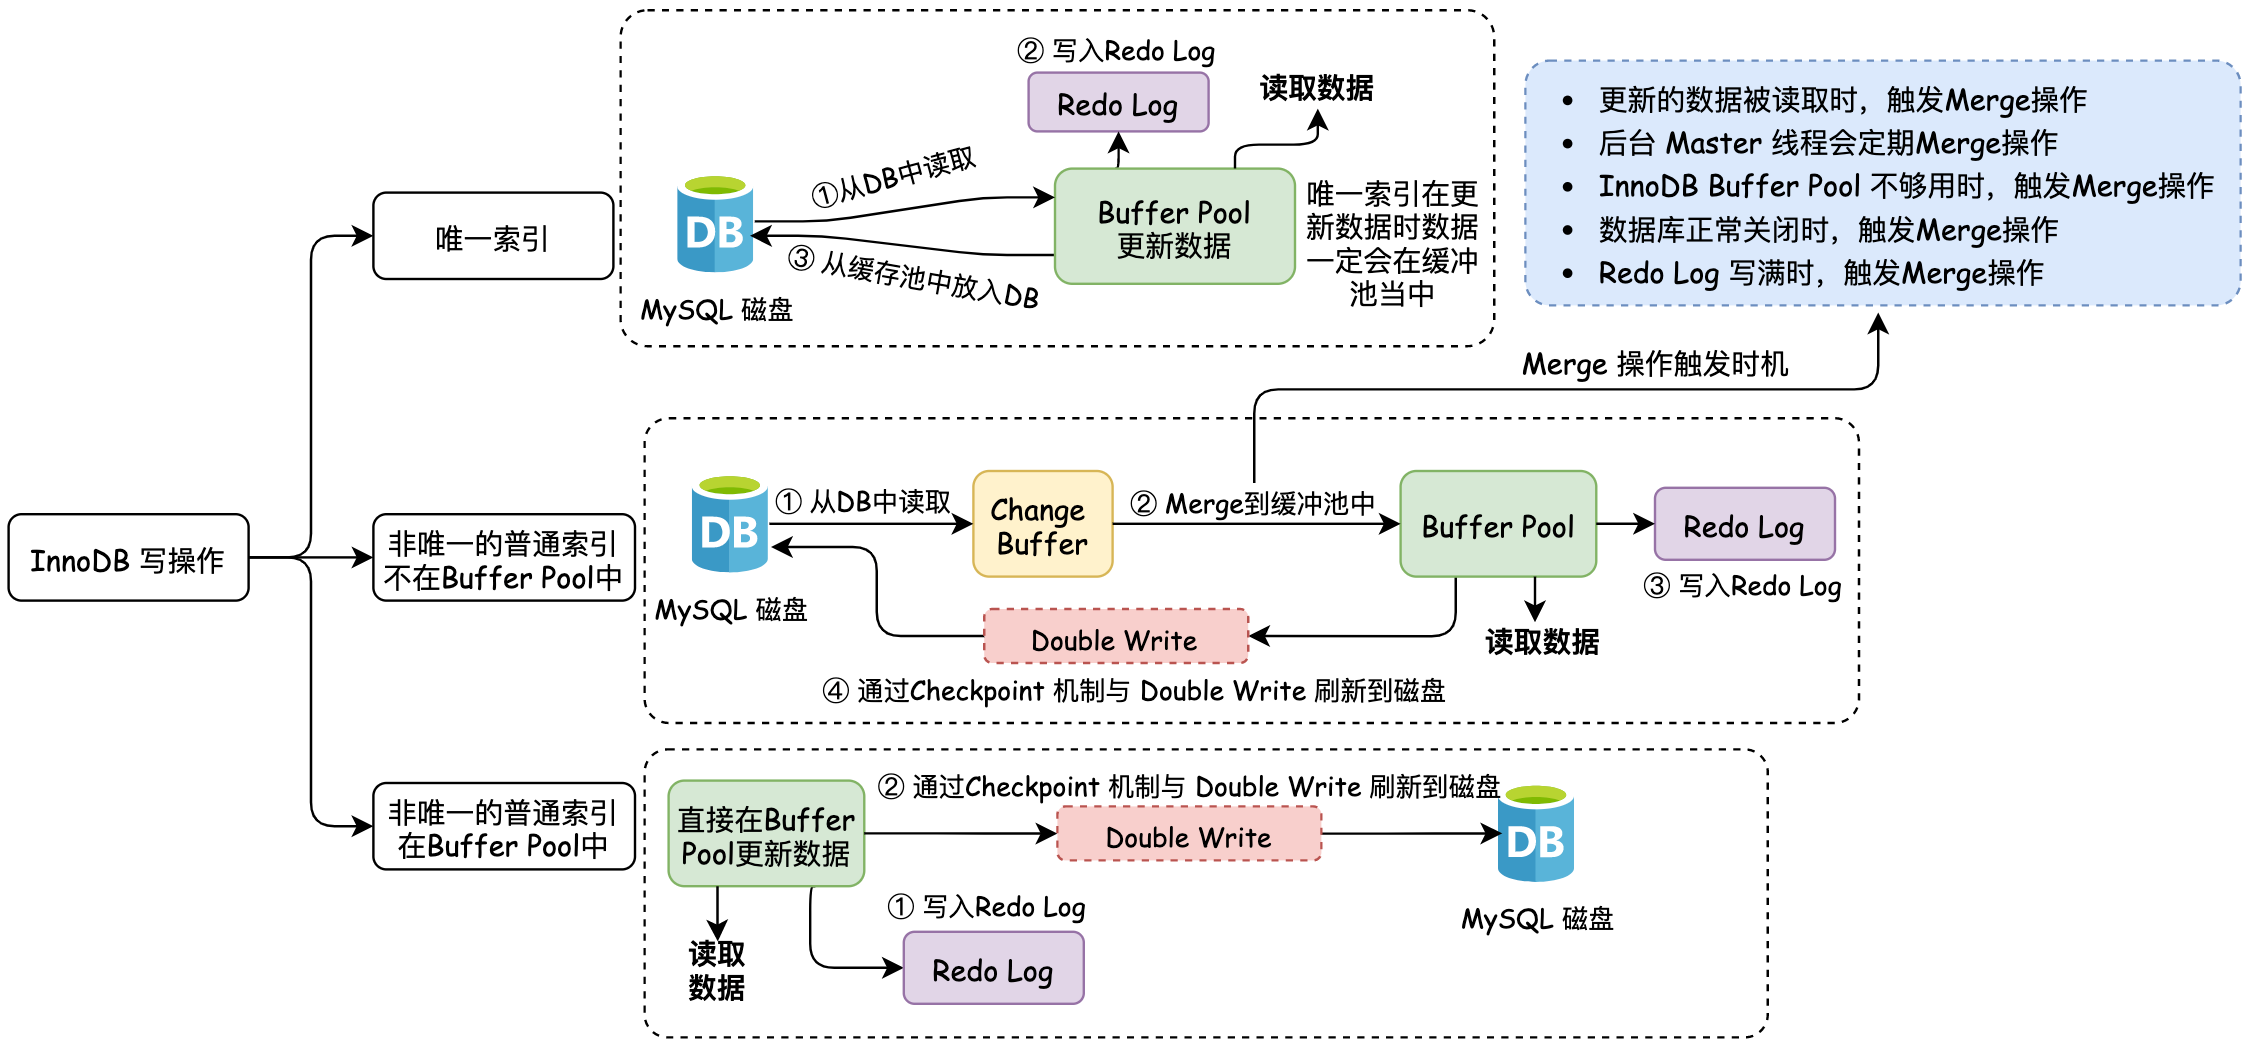 InnoDB 写操作
唯一索引
② 写入Redo Log
Redo Log
读取数据
①从DB中读取
DB
Buffer Pool
更新数据
③ 从缓存池中放入DB
MySQL 磁盘
唯一索引在更
新数据时数据
一定会在缓冲
池当中
• 更新的数据被读取时，触发Merge操作
• 后台 Master 线程会定期Merge操作
• InnoDB Buffer Pool 不够用时，触发Merge操作
• 数据库正常关闭时，触发Merge操作
• Redo Log 写满时，触发Merge操作
Merge 操作触发时机
非唯一的普通索引
不在Buffer Pool中
DB
MySQL 磁盘
① 从DB中读取
Change
Buffer
② Merge到缓冲池中
Buffer Pool
Redo Log
③ 写入Redo Log
读取数据
Double Write
④ 通过Checkpoint 机制与 Double Write 刷新到磁盘
非唯一的普通索引
在Buffer Pool中
直接在Buffer
Pool更新数据
② 通过Checkpoint 机制与 Double Write 刷新到磁盘
Double Write
DB
MySQL 磁盘
① 写入Redo Log
Redo Log
读取
数据